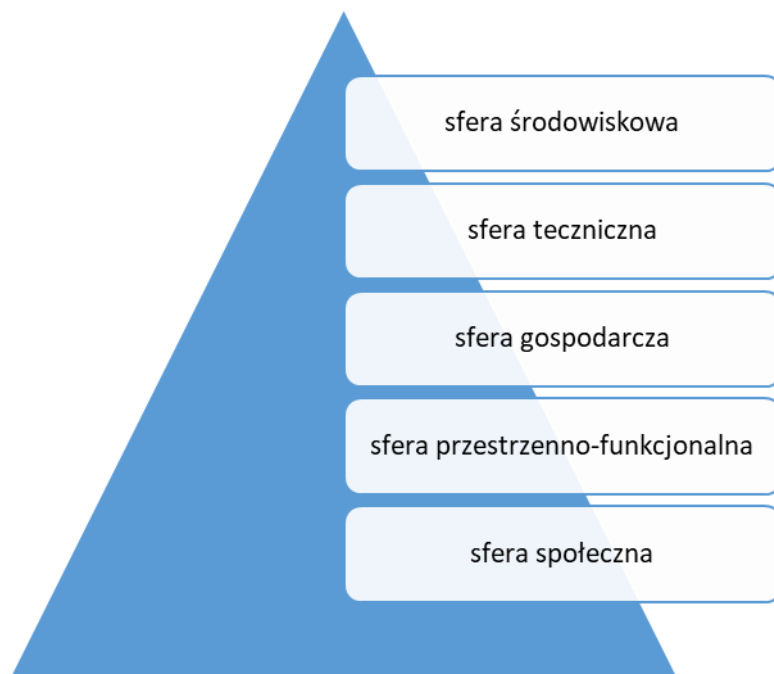 sfera środowiskowa
sfera teczniczna
sfera gospodarcza
sfera przestrzenno-funkcjonalna
sfera społeczna